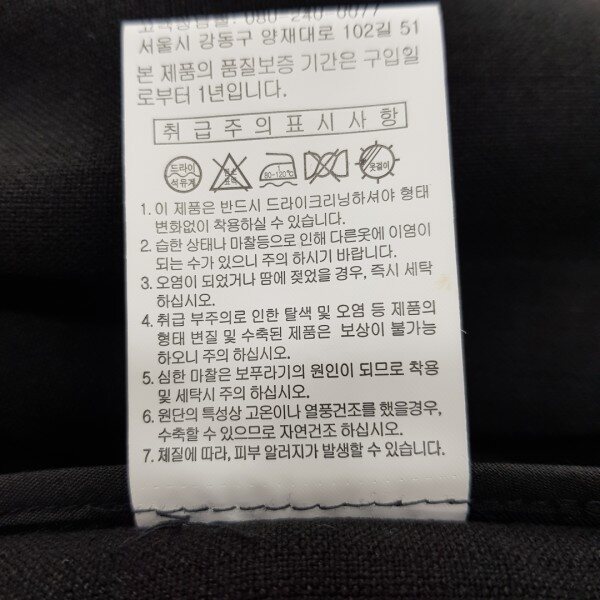 고객상담실: 080-240-0077
서울시 강동구 양재대로 102길 51
본 제품의 품질보증 기간은 구입일
로부터 1년입니다.
취급주의표시사항
드라이 석유계 80~120℃ 옷걸이
1. 이 제품은 반드시 드라이크리닝하셔야 형태
변화없이 착용하실 수 있습니다.
2. 습한 상태나 마찰등으로 인해 다른옷에 이염이
되는 수가 있으니 주의 하시기 바랍니다.
3. 오염이 되었거나 땀에 젖었을 경우, 즉시 세탁
하십시오.
4. 취급 부주의로 인한 탈색 및 오염 등 제품의
형태 변질 및 수축된 제품은 보상이 불가능
하오니 주의 하십시오.
5. 심한 마찰은 보푸라기의 원인이 되므로 착용
및 세탁시 주의 하십시오.
6. 원단의 특성상 고온이나 열풍건조를 했을경우,
수축할 수 있으므로 자연건조 하십시오.
7. 체질에 따라, 피부 알러지가 발생할 수 있습니다.